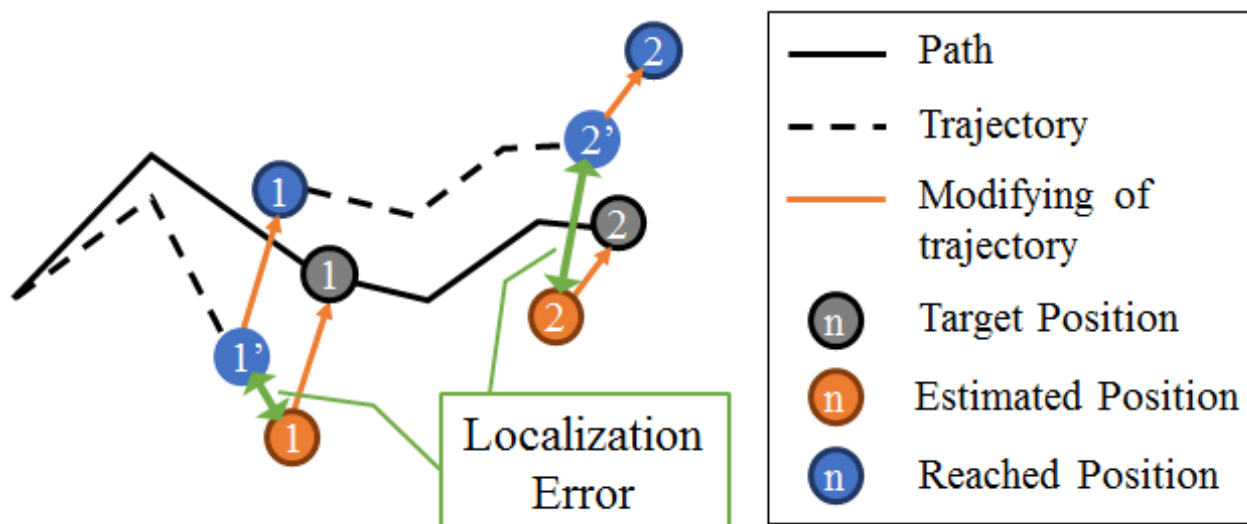 2
2’
1
2
1
2
1’
1
Localization
Error
Path
Trajectory
Modifying of
trajectory
n Target Position
n Estimated Position
n Reached Position